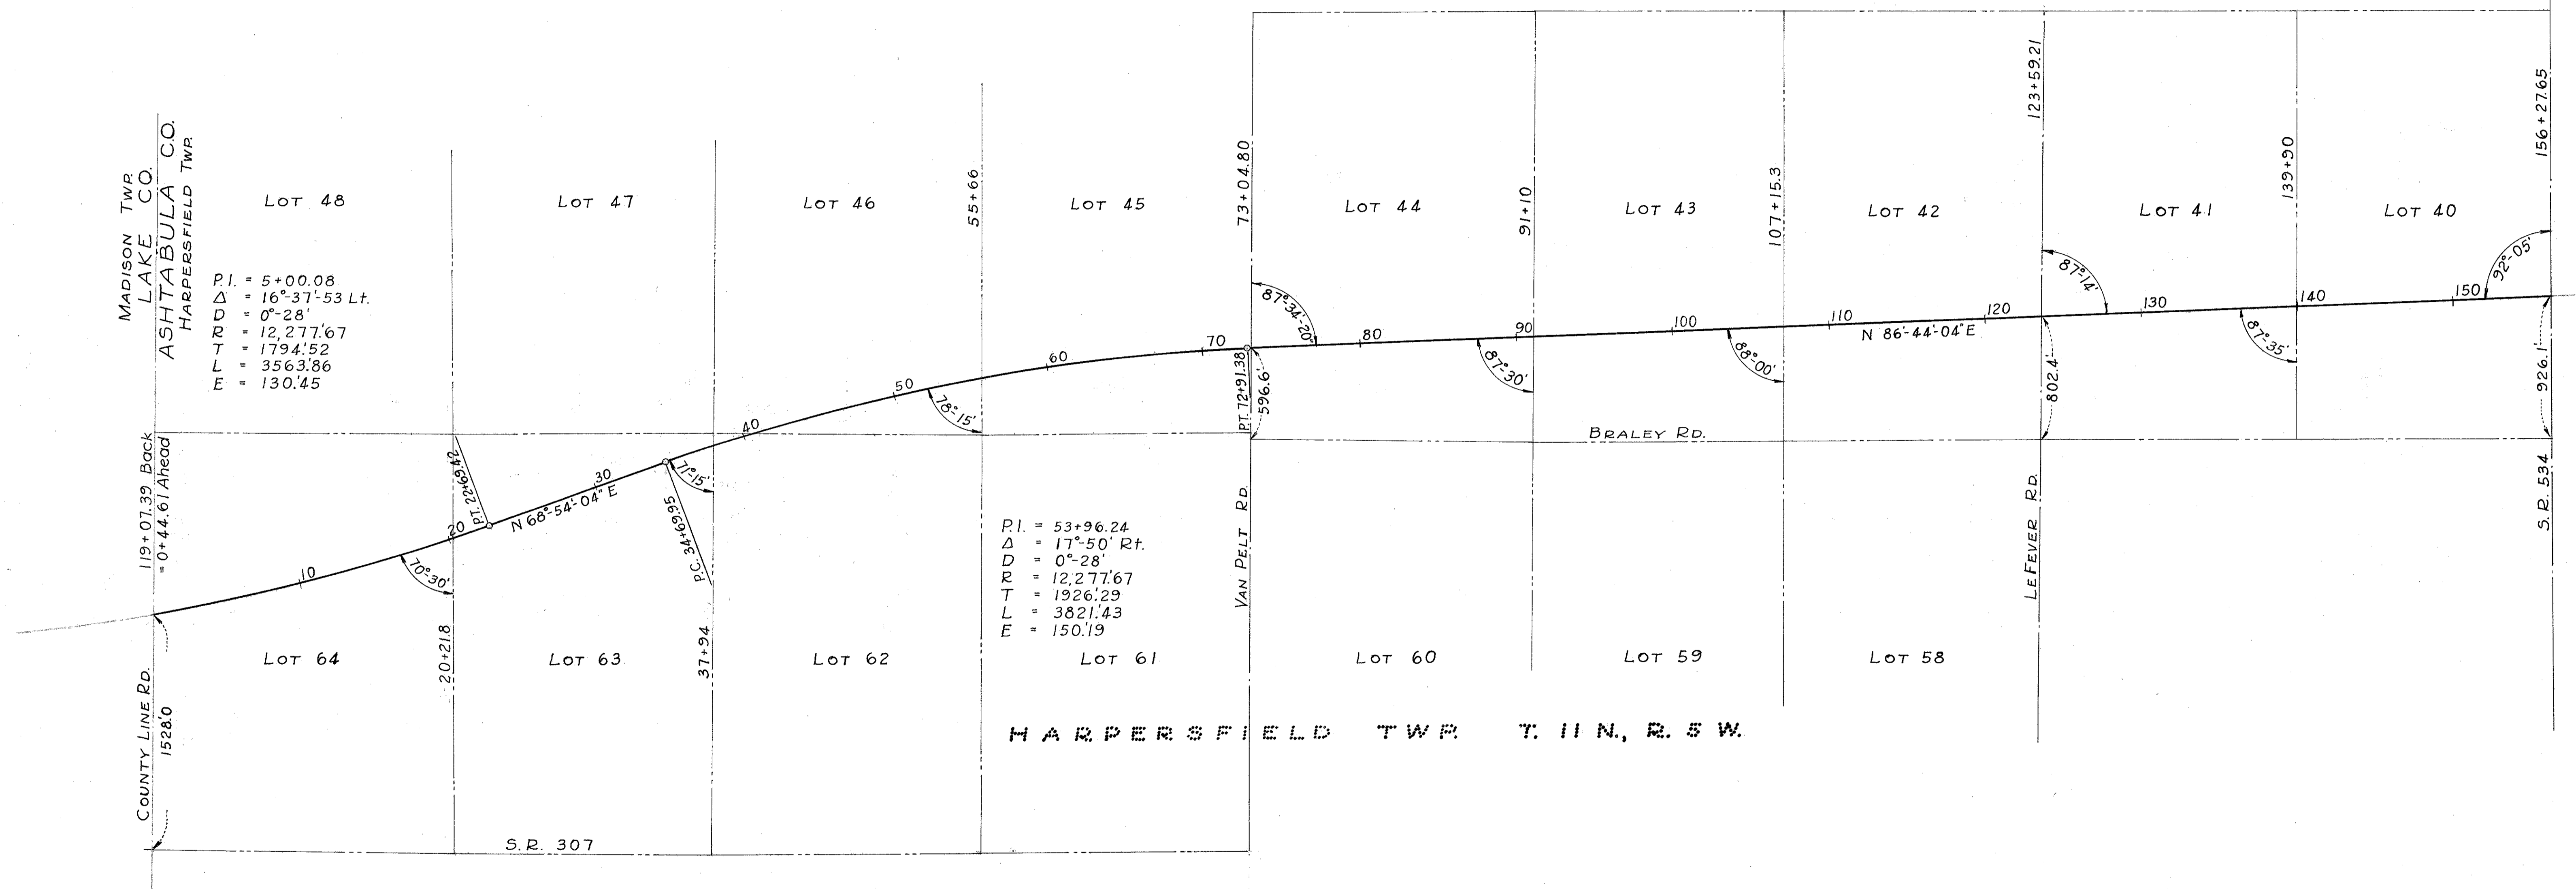 MADISON TWP.
LAKE CO.
ASHTABULA CO.
HARPERSFIELD TWP.
LOT 48
LOT 47
LOT 46
55+66
LOT 45
73+04.80
LOT 44
91+10
LOT 43
107+15.3
LOT 42
123+59.21
LOT 41
139+90
LOT 40
156+27.65
P.I. = 5+00.08
Δ = 16°-37'-53 Lt.
D = 0°-28'
R = 12,277.'67
T = 1794.'52
L = 3563.'86
E = 130.'45
119+07.39 Back
= 0+44.61 Ahead
10
70°-30'
20
P.T. 22+69.42
N 68°-54'-04" E
30
P.C. 34+69.95
71°-15'
40
50
78°-15'
60
70
P.T. 72+91.38
596.6'
87°-34'-20"
80
87°-30'
90
100
88°-00'
110
N 86'-44'-04" E
120
802.4'
87°-14'
130
87°-35'
140
150
92°-05'
926.1'
BRALEY RD.
P.I. = 53+96.24
Δ = 17°-50' Rt.
D = 0°-28'
R = 12,277.'67
T = 1926.'29
L = 3821.'43
E = 150.'19
VAN PELT RD.
LEFEVER RD.
S.R. 534
COUNTY LINE RD.
1528.'0
LOT 64
20+21.8
LOT 63
37+94
LOT 62
LOT 61
LOT 60
LOT 59
LOT 58
HARPERSFIELD TWP. T. 11 N., R. 5 W.
S.R. 307